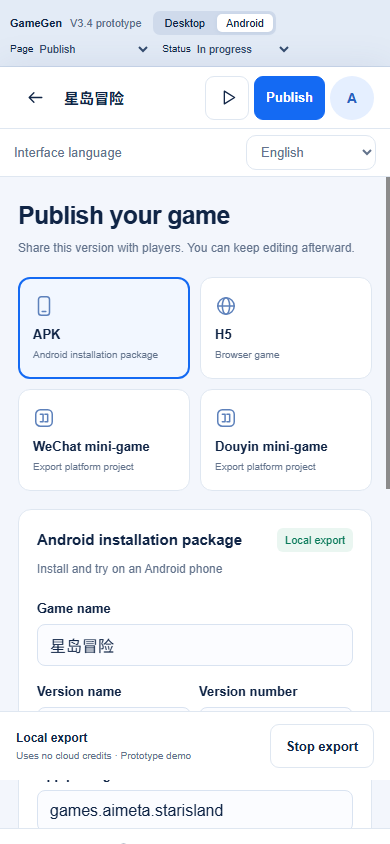 GameGen V3.4 prototype Desktop Android
Page Publish Status In progress
星岛冒险 Publish A
Interface language English
Publish your game
Share this version with players. You can keep editing afterward.
APK
Android installation package
H5
Browser game
WeChat mini-game
Export platform project
Douyin mini-game
Export platform project
Android installation package Local export
Install and try on an Android phone
Game name
星岛冒险
Version name Version number
Local export
Uses no cloud credits · Prototype demo
Stop export
games.aimeta.starisland